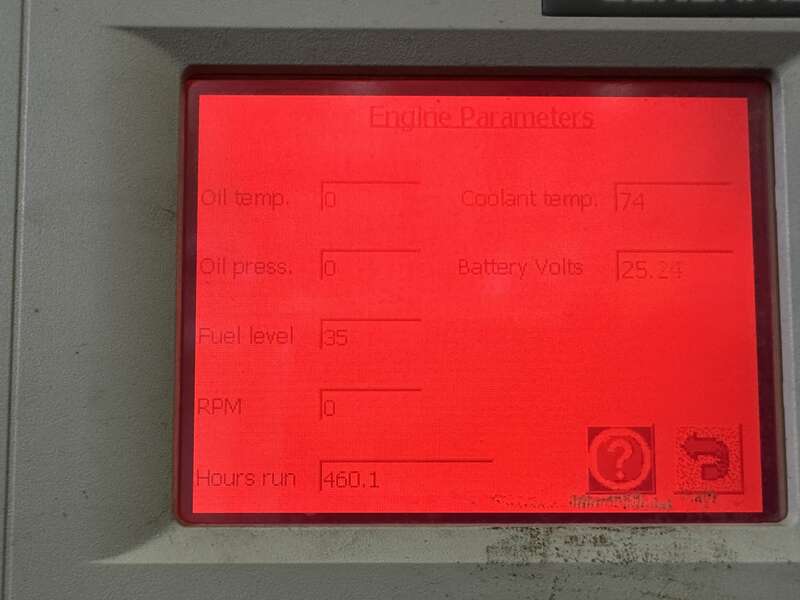 Engine Parameters
Oil temp. 0 Coolant temp. 74
Oil press. 0 Battery Volts 25.24
Fuel level 35
RPM 0
?
Hours run 460.1